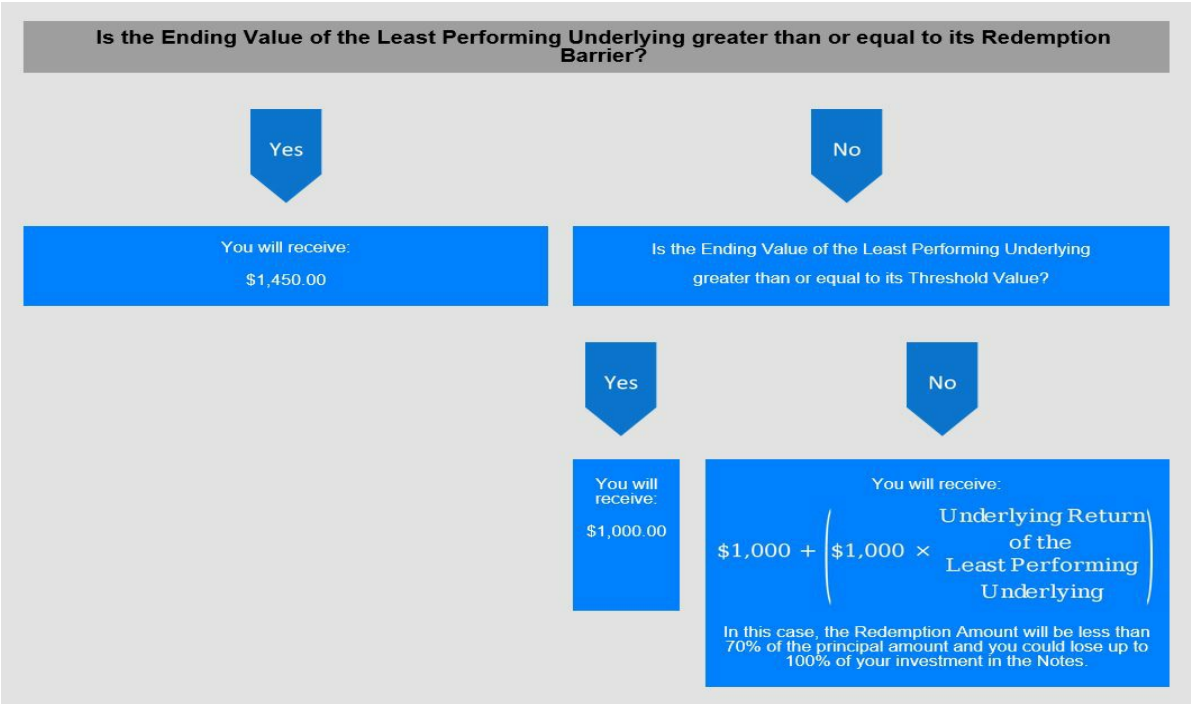 Is the Ending Value of the Least Performing Underlying greater than or equal to its Redemption
Barrier?
Yes
No
You will receive:
$1,450.00
Is the Ending Value of the Least Performing Underlying
greater than or equal to its Threshold Value?
Yes
No
You will
receive:
$1,000.00
You will receive:
$1,000 + ($1,000 × Underlying Return
of the
Least Performing
Underlying)
In this case, the Redemption Amount will be less than
70% of the principal amount and you could lose up to
100% of your investment in the Notes.